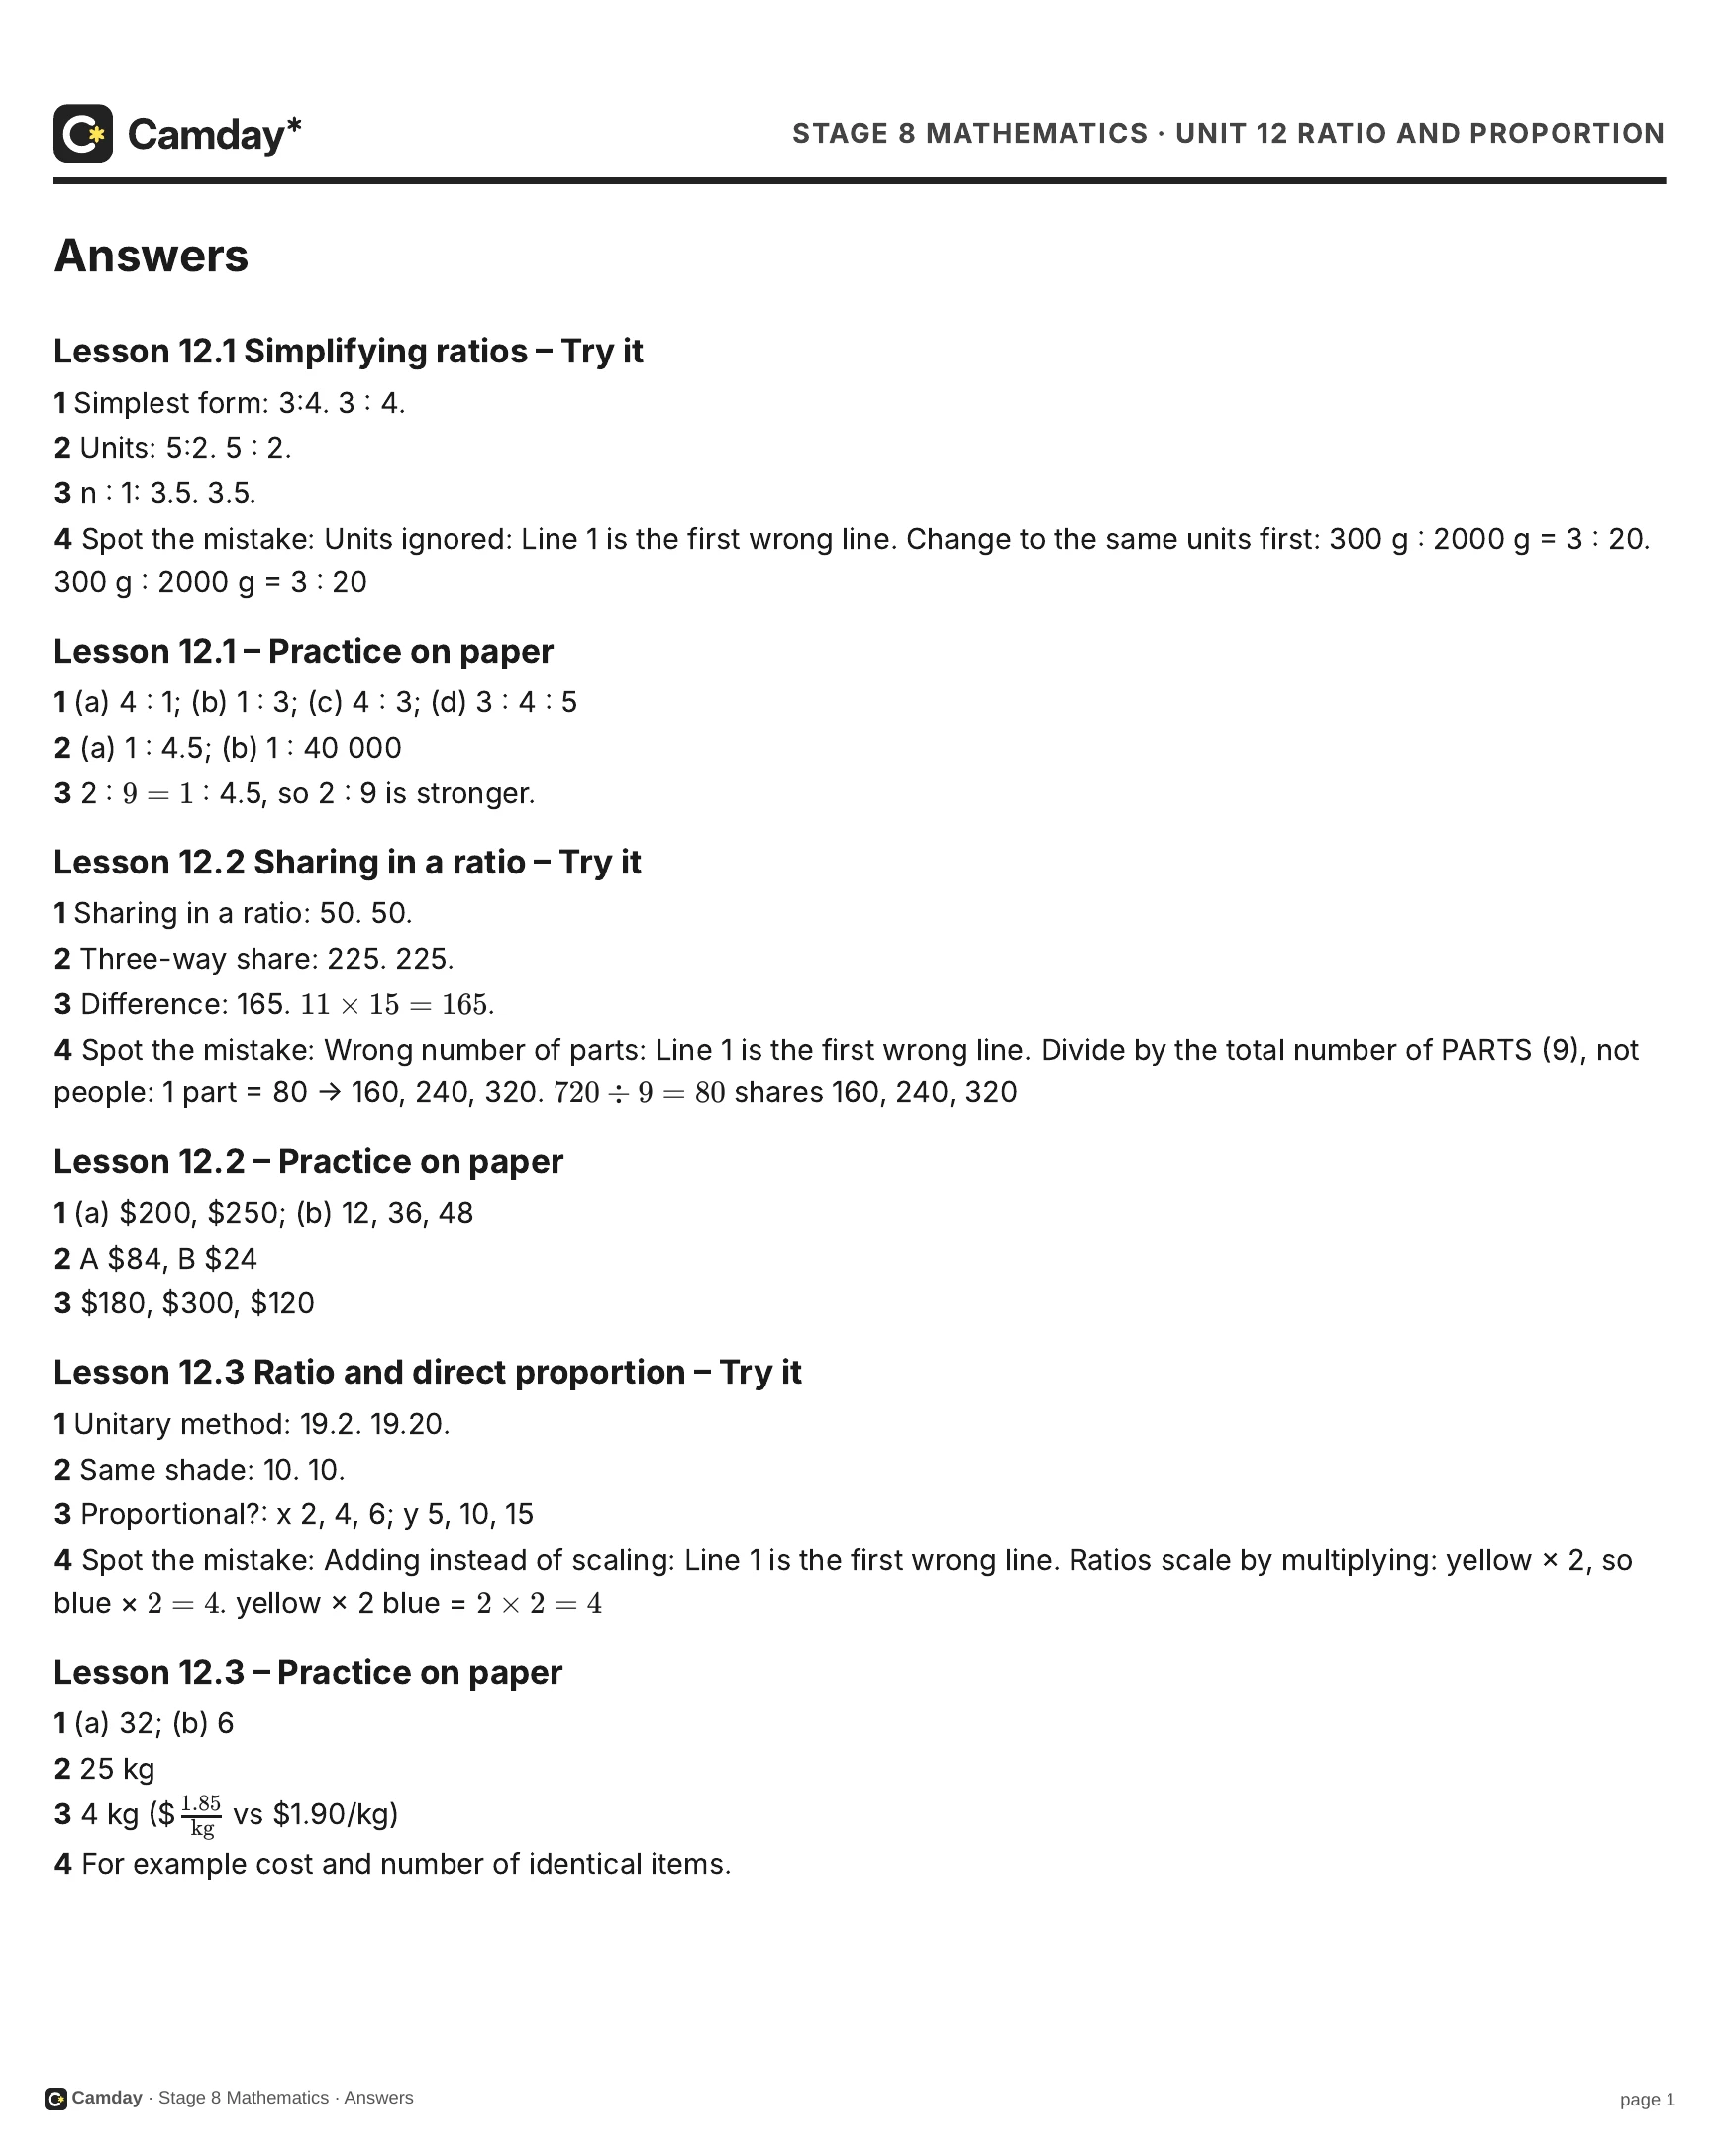 Camday*
STAGE 8 MATHEMATICS · UNIT 12 RATIO AND PROPORTION
Answers
Lesson 12.1 Simplifying ratios – Try it
1 Simplest form: 3:4. 3 : 4.
2 Units: 5:2. 5 : 2.
3 n : 1: 3.5. 3.5.
4 Spot the mistake: Units ignored: Line 1 is the first wrong line. Change to the same units first: 300 g : 2000 g = 3 : 20.
300 g : 2000 g = 3 : 20
Lesson 12.1 – Practice on paper
1 (a) 4 : 1; (b) 1 : 3; (c) 4 : 3; (d) 3 : 4 : 5
2 (a) 1 : 4.5; (b) 1 : 40 000
3 2 : 9 = 1 : 4.5, so 2 : 9 is stronger.
Lesson 12.2 Sharing in a ratio – Try it
1 Sharing in a ratio: 50. 50.
2 Three-way share: 225. 225.
3 Difference: 165. 11 × 15 = 165.
4 Spot the mistake: Wrong number of parts: Line 1 is the first wrong line. Divide by the total number of PARTS (9), not
people: 1 part = 80 → 160, 240, 320. 720 ÷ 9 = 80 shares 160, 240, 320
Lesson 12.2 – Practice on paper
1 (a) $200, $250; (b) 12, 36, 48
2 A $84, B $24
3 $180, $300, $120
Lesson 12.3 Ratio and direct proportion – Try it
1 Unitary method: 19.2. 19.20.
2 Same shade: 10. 10.
3 Proportional?: x 2, 4, 6; y 5, 10, 15
4 Spot the mistake: Adding instead of scaling: Line 1 is the first wrong line. Ratios scale by multiplying: yellow × 2, so
blue × 2 = 4. yellow × 2 blue = 2 × 2 = 4
Lesson 12.3 – Practice on paper
1 (a) 32; (b) 6
2 25 kg
3 4 kg ($1.85/kg vs $1.90/kg)
4 For example cost and number of identical items.
Camday · Stage 8 Mathematics · Answers
page 1